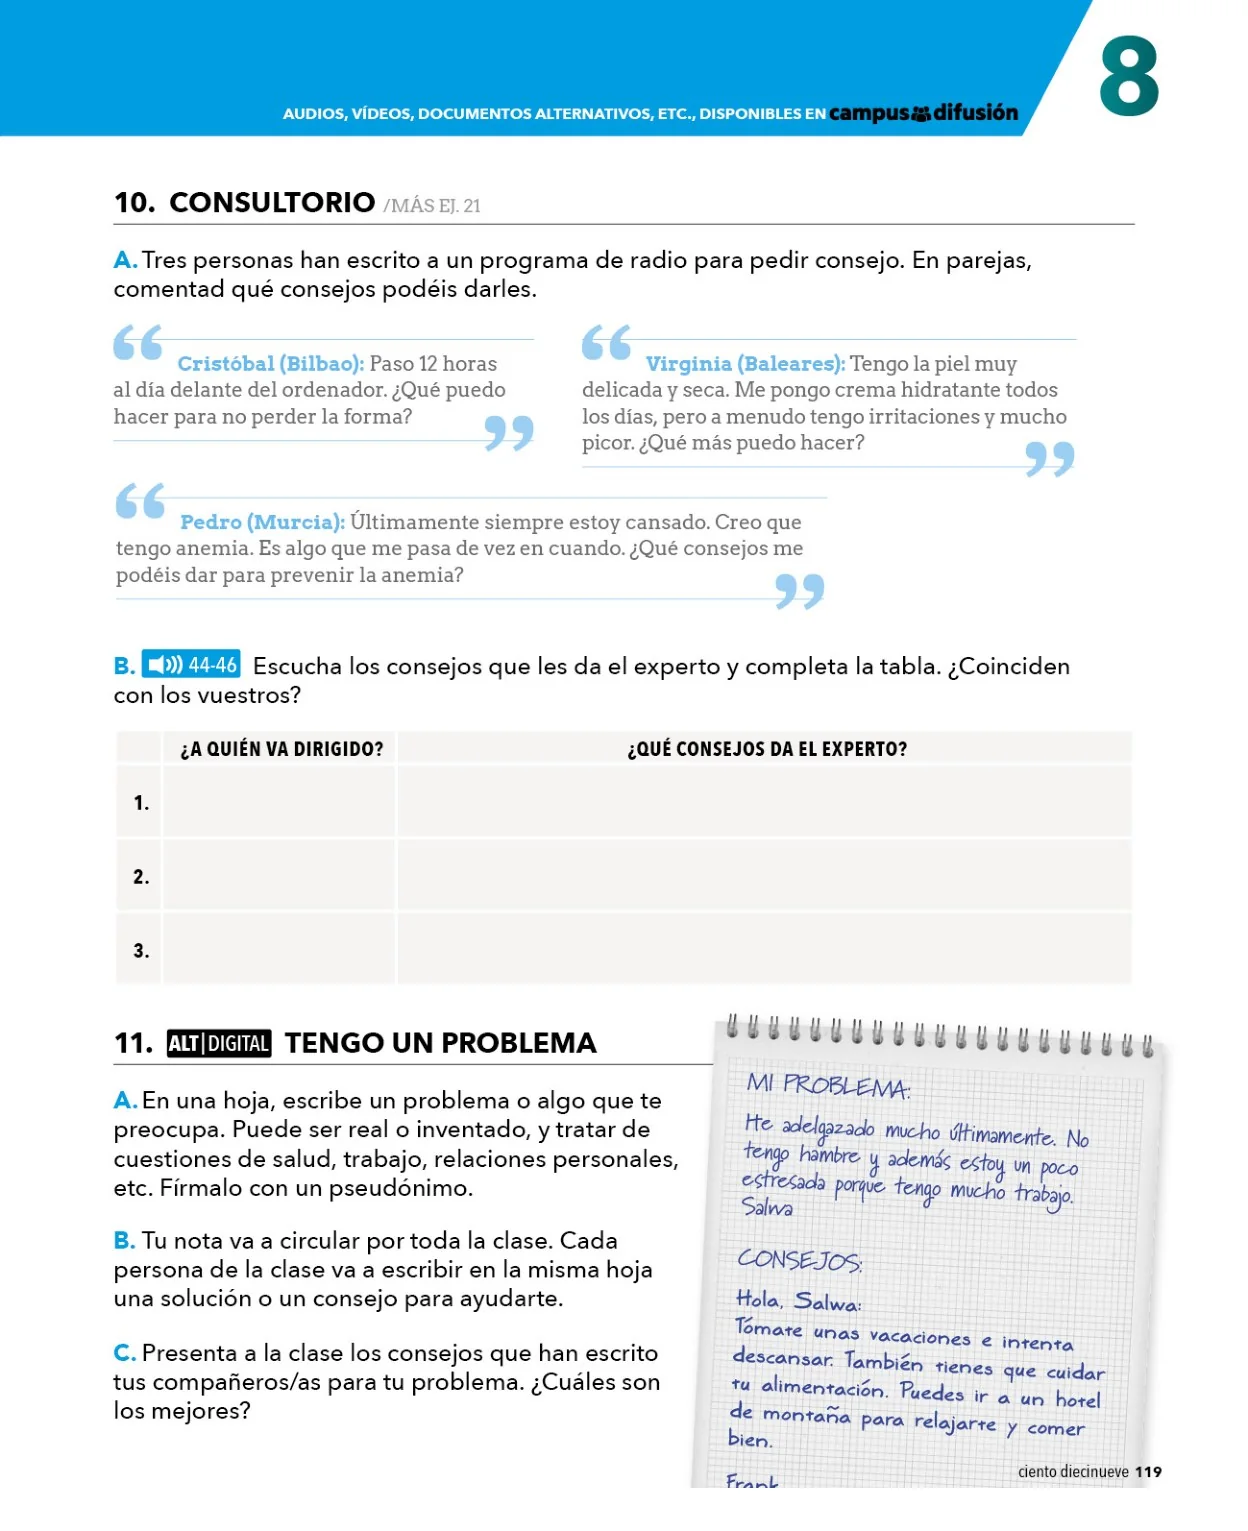 8
AUDIOS, VÍDEOS, DOCUMENTOS ALTERNATIVOS, ETC., DISPONIBLES EN campus difusión
10. CONSULTORIO /MÁS EJ. 21
A. Tres personas han escrito a un programa de radio para pedir consejo. En parejas,
comentad qué consejos podéis darles.
“ Cristóbal (Bilbao): Paso 12 horas
al día delante del ordenador. ¿Qué puedo
hacer para no perder la forma? ”
“ Virginia (Baleares): Tengo la piel muy
delicada y seca. Me pongo crema hidratante todos
los días, pero a menudo tengo irritaciones y mucho
picor. ¿Qué más puedo hacer? ”
“ Pedro (Murcia): Últimamente siempre estoy cansado. Creo que
tengo anemia. Es algo que me pasa de vez en cuando. ¿Qué consejos me
podéis dar para prevenir la anemia? ”
B. 44-46 Escucha los consejos que les da el experto y completa la tabla. ¿Coinciden
con los vuestros?
¿A QUIÉN VA DIRIGIDO? ¿QUÉ CONSEJOS DA EL EXPERTO?
1.
2.
3.
11. ALT|DIGITAL TENGO UN PROBLEMA
A. En una hoja, escribe un problema o algo que te
preocupa. Puede ser real o inventado, y tratar de
cuestiones de salud, trabajo, relaciones personales,
etc. Fírmalo con un pseudónimo.
B. Tu nota va a circular por toda la clase. Cada
persona de la clase va a escribir en la misma hoja
una solución o un consejo para ayudarte.
C. Presenta a la clase los consejos que han escrito
tus compañeros/as para tu problema. ¿Cuáles son
los mejores?
MI PROBLEMA:
He adelgazado mucho últimamente. No
tengo hambre y además estoy un poco
estresada porque tengo mucho trabajo.
Salwa
CONSEJOS:
Hola, Salwa:
Tómate unas vacaciones e intenta
descansar. También tienes que cuidar
tu alimentación. Puedes ir a un hotel
de montaña para relajarte y comer
bien.
Frank
ciento diecinueve 119